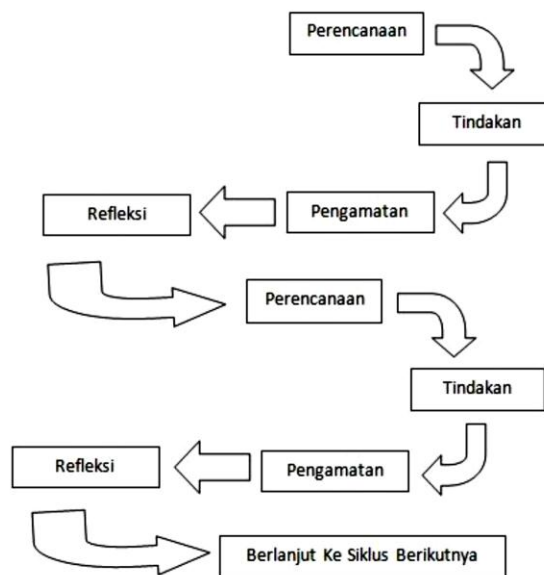 Perencanaan
Tindakan
Pengamatan
Refleksi
Perencanaan
Tindakan
Pengamatan
Refleksi
Berlanjut Ke Siklus Berikutnya